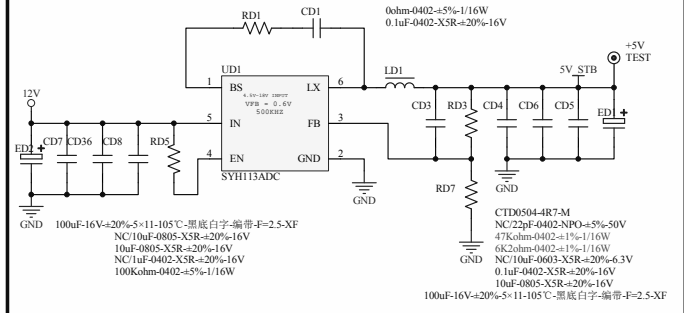 0ohm-0402-±5%-1/16W
0.1uF-0402-X5R-±20%-16V
RD1
CD1
+5V
TEST
UD1
1
BS
LX
6
LD1
5V_STB
4.5V-18V INPUT
VFB = 0.6V
500KHZ
12V
CD3
RD3
CD4
CD6
CD5
ED1
+
5
IN
FB
3
ED2
+
CD7
CD36
CD8
RD5
4
EN
GND
2
SYH113ADC
GND
RD7
GND
GND
GND
100uF-16V-±20%-5×11-105℃-黑底白字-编带-F=2.5-XF
NC/10uF-0805-X5R-±20%-16V
10uF-0805-X5R-±20%-16V
NC/1uF-0402-X5R-±20%-16V
100Kohm-0402-±5%-1/16W
CTD0504-4R7-M
NC/22pF-0402-NPO-±5%-50V
47Kohm-0402-±1%-1/16W
6K2ohm-0402-±1%-1/16W
NC/10uF-0603-X5R-±20%-6.3V
0.1uF-0402-X5R-±20%-16V
10uF-0805-X5R-±20%-16V
100uF-16V-±20%-5×11-105℃-黑底白字-编带-F=2.5-XF